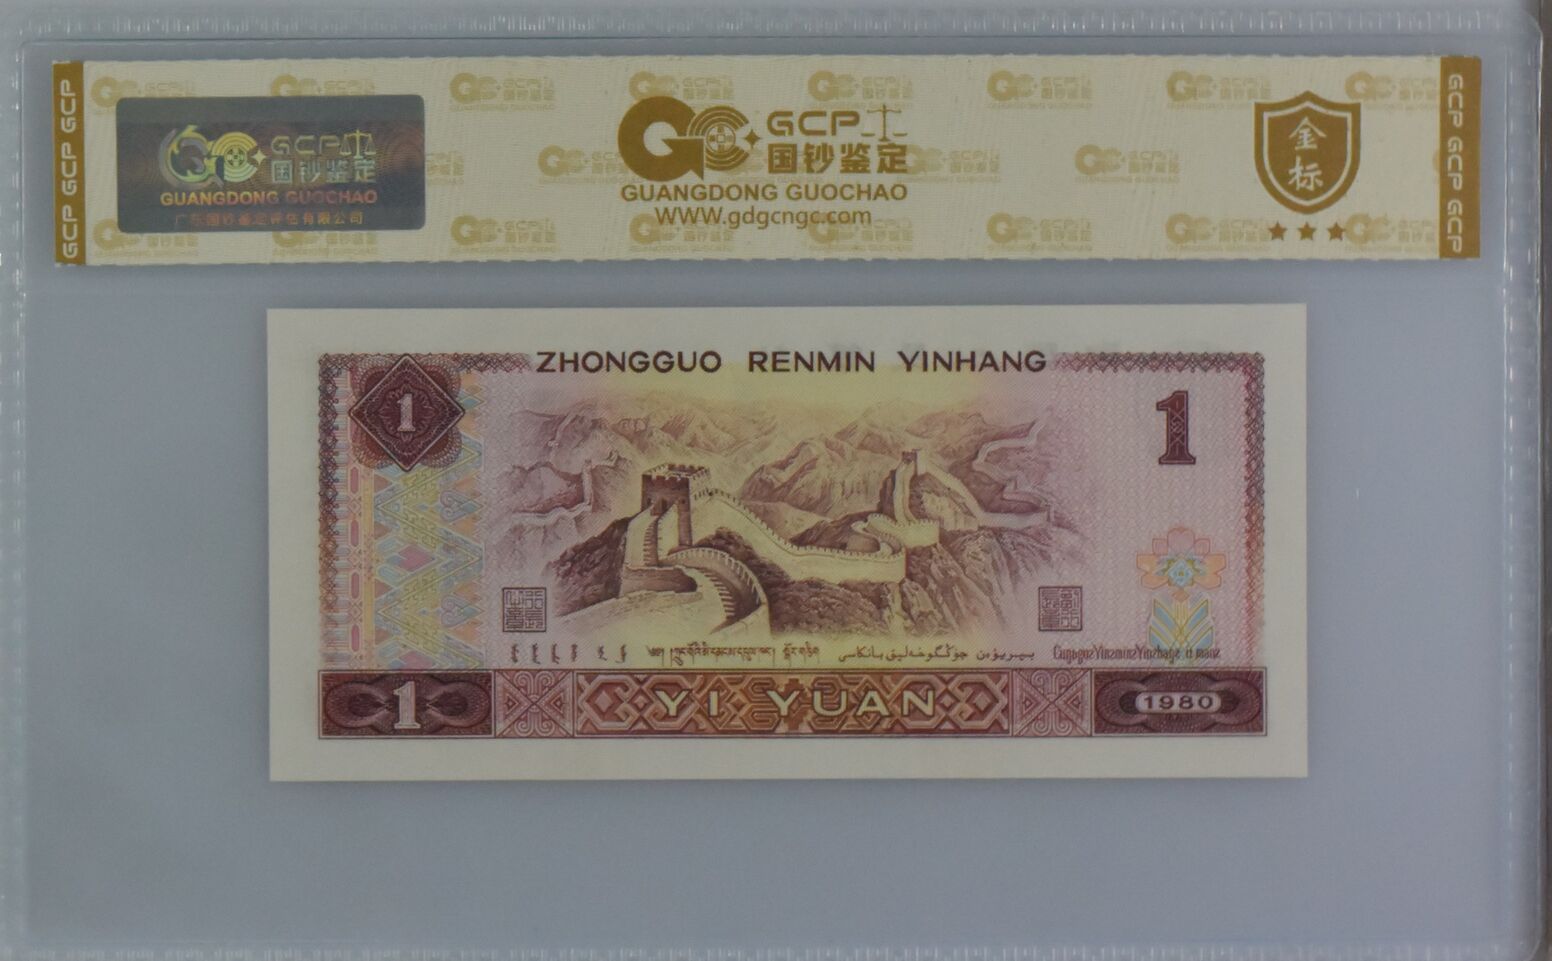 GCP GCP GCP
GCP
国钞鉴定
GUANGDONG GUOCHAO
广东国钞鉴定评估有限公司
GCP
国钞鉴定
GUANGDONG GUOCHAO
WWW.gdgcngc.com
金标
GCP GCP GCP
ZHONGGUO RENMIN YINHANG
1
1
YI YUAN
1
1980